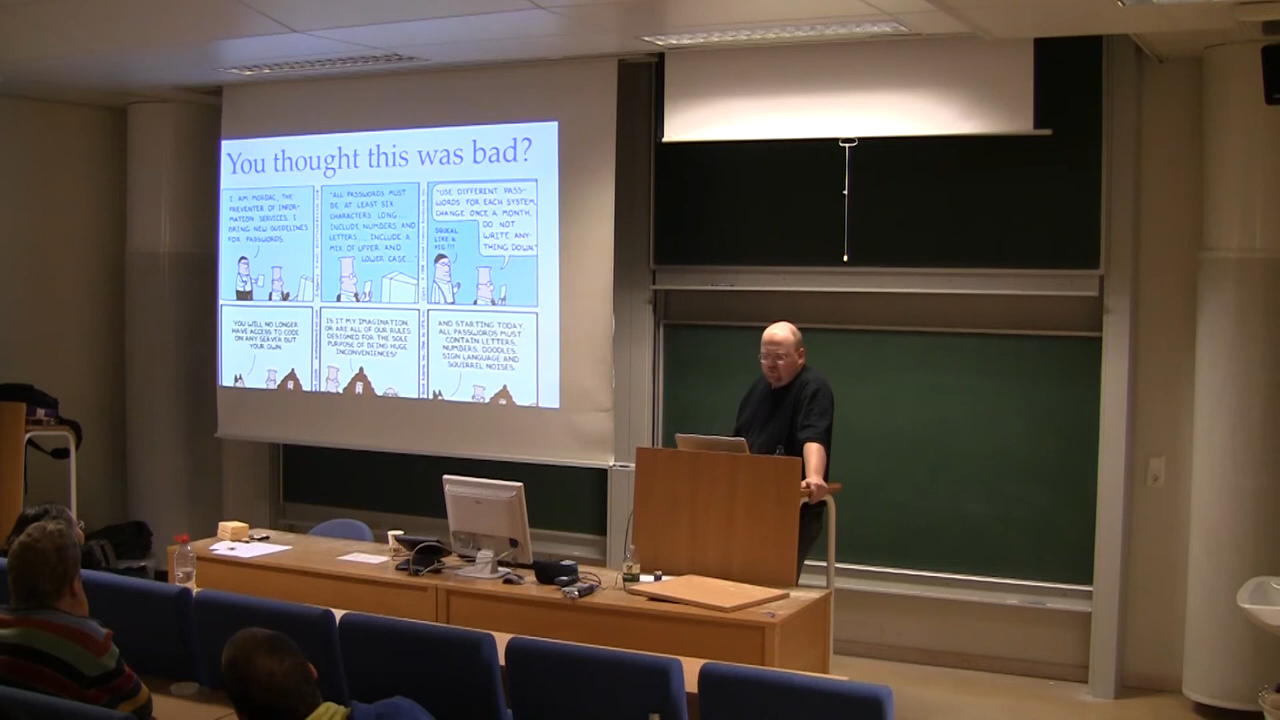 You thought this was bad?
I AM MORDAC, THE
PREVENTER OF INFOR-
MATION SERVICES. I
BRING NEW GUIDELINES
FOR PASSWORDS.
"ALL PASSWORDS MUST
BE AT LEAST SIX
CHARACTERS LONG...
INCLUDE NUMBERS AND
LETTERS... INCLUDE A
MIX OF UPPER AND
LOWER CASE..."
"USE DIFFERENT PASS-
WORDS FOR EACH SYSTEM.
CHANGE ONCE A MONTH.
DO NOT
WRITE ANY-
THING DOWN."
SQUEAL
LIKE A
PIG!!!
YOU WILL NO LONGER
HAVE ACCESS TO CODE
ON ANY SERVER BUT
YOUR OWN.
IS IT MY IMAGINATION,
OR ARE ALL OF OUR RULES
DESIGNED FOR THE SOLE
PURPOSE OF BEING HUGE
INCONVENIENCES?
AND STARTING TODAY,
ALL PASSWORDS MUST
CONTAIN LETTERS,
NUMBERS, DOODLES,
SIGN LANGUAGE AND
SQUIRREL NOISES.